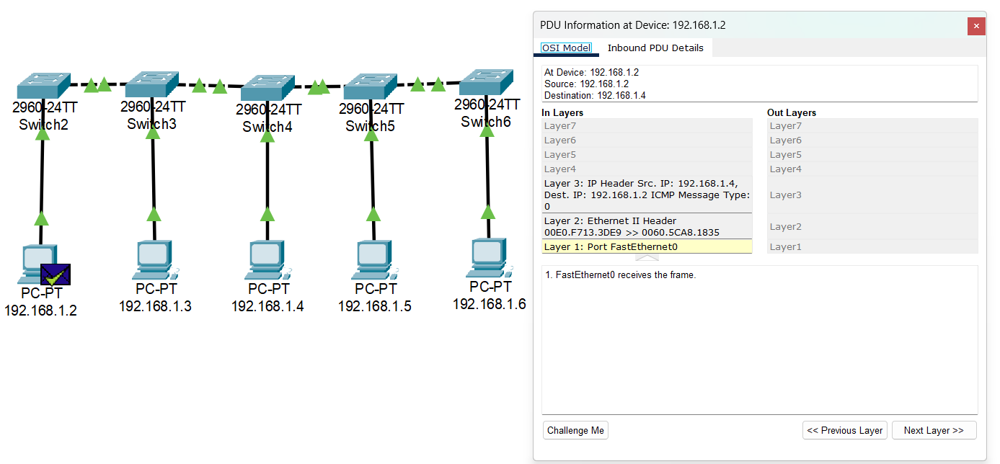 2960-24TT
Switch2
2960-24TT
Switch3
2960-24TT
Switch4
2960-24TT
Switch5
2960-24TT
Switch6
PC-PT
192.168.1.2
PC-PT
192.168.1.3
PC-PT
192.168.1.4
PC-PT
192.168.1.5
PC-PT
192.168.1.6
PDU Information at Device: 192.168.1.2
OSI Model
Inbound PDU Details
At Device: 192.168.1.2
Source: 192.168.1.2
Destination: 192.168.1.4
In Layers
Layer7
Layer6
Layer5
Layer4
Layer 3: IP Header Src. IP: 192.168.1.4,
Dest. IP: 192.168.1.2 ICMP Message Type:
0
Layer 2: Ethernet II Header
00E0.F713.3DE9 >> 0060.5CA8.1835
Layer 1: Port FastEthernet0
Out Layers
Layer7
Layer6
Layer5
Layer4
Layer3
Layer2
Layer1
1. FastEthernet0 receives the frame.
Challenge Me
<< Previous Layer
Next Layer >>